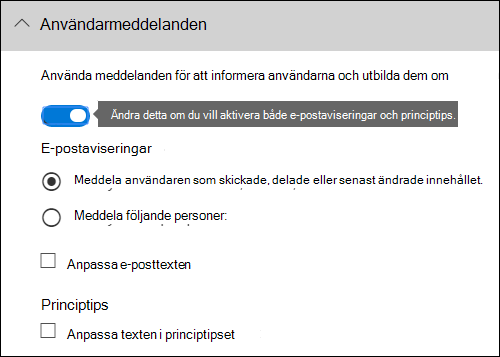 Användarmeddelanden
Använda meddelanden för att informera användarna och utbilda dem om
Ändra detta om du vill aktivera både e-postaviseringar och principtips.
E-postaviseringar
Meddela användaren som skickade, delade eller senast ändrade innehållet.
Meddela följande personer:
Anpassa e-posttexten
Principtips
Anpassa texten i principtipset